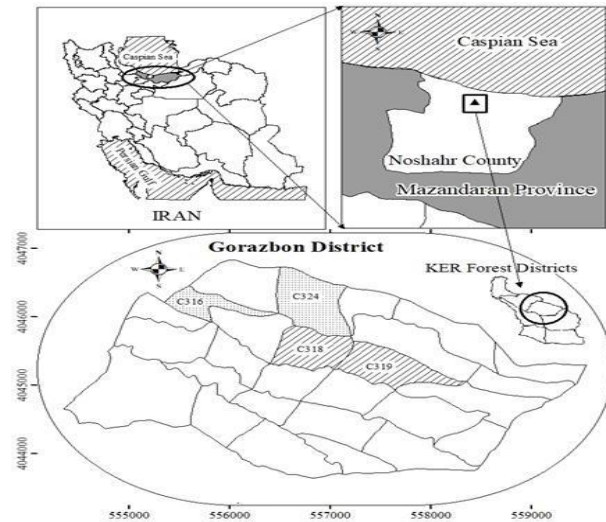 N
W E
S
Caspian Sea
Persian Gulf
IRAN
N
W E
S
Caspian Sea
Noshahr County
Mazandaran Province
Gorazbon District
KER Forest Districts
N
W E
S
C316
C324
C318
C319
4047000
4046000
4045000
4044000
555000
556000
557000
558000
559000